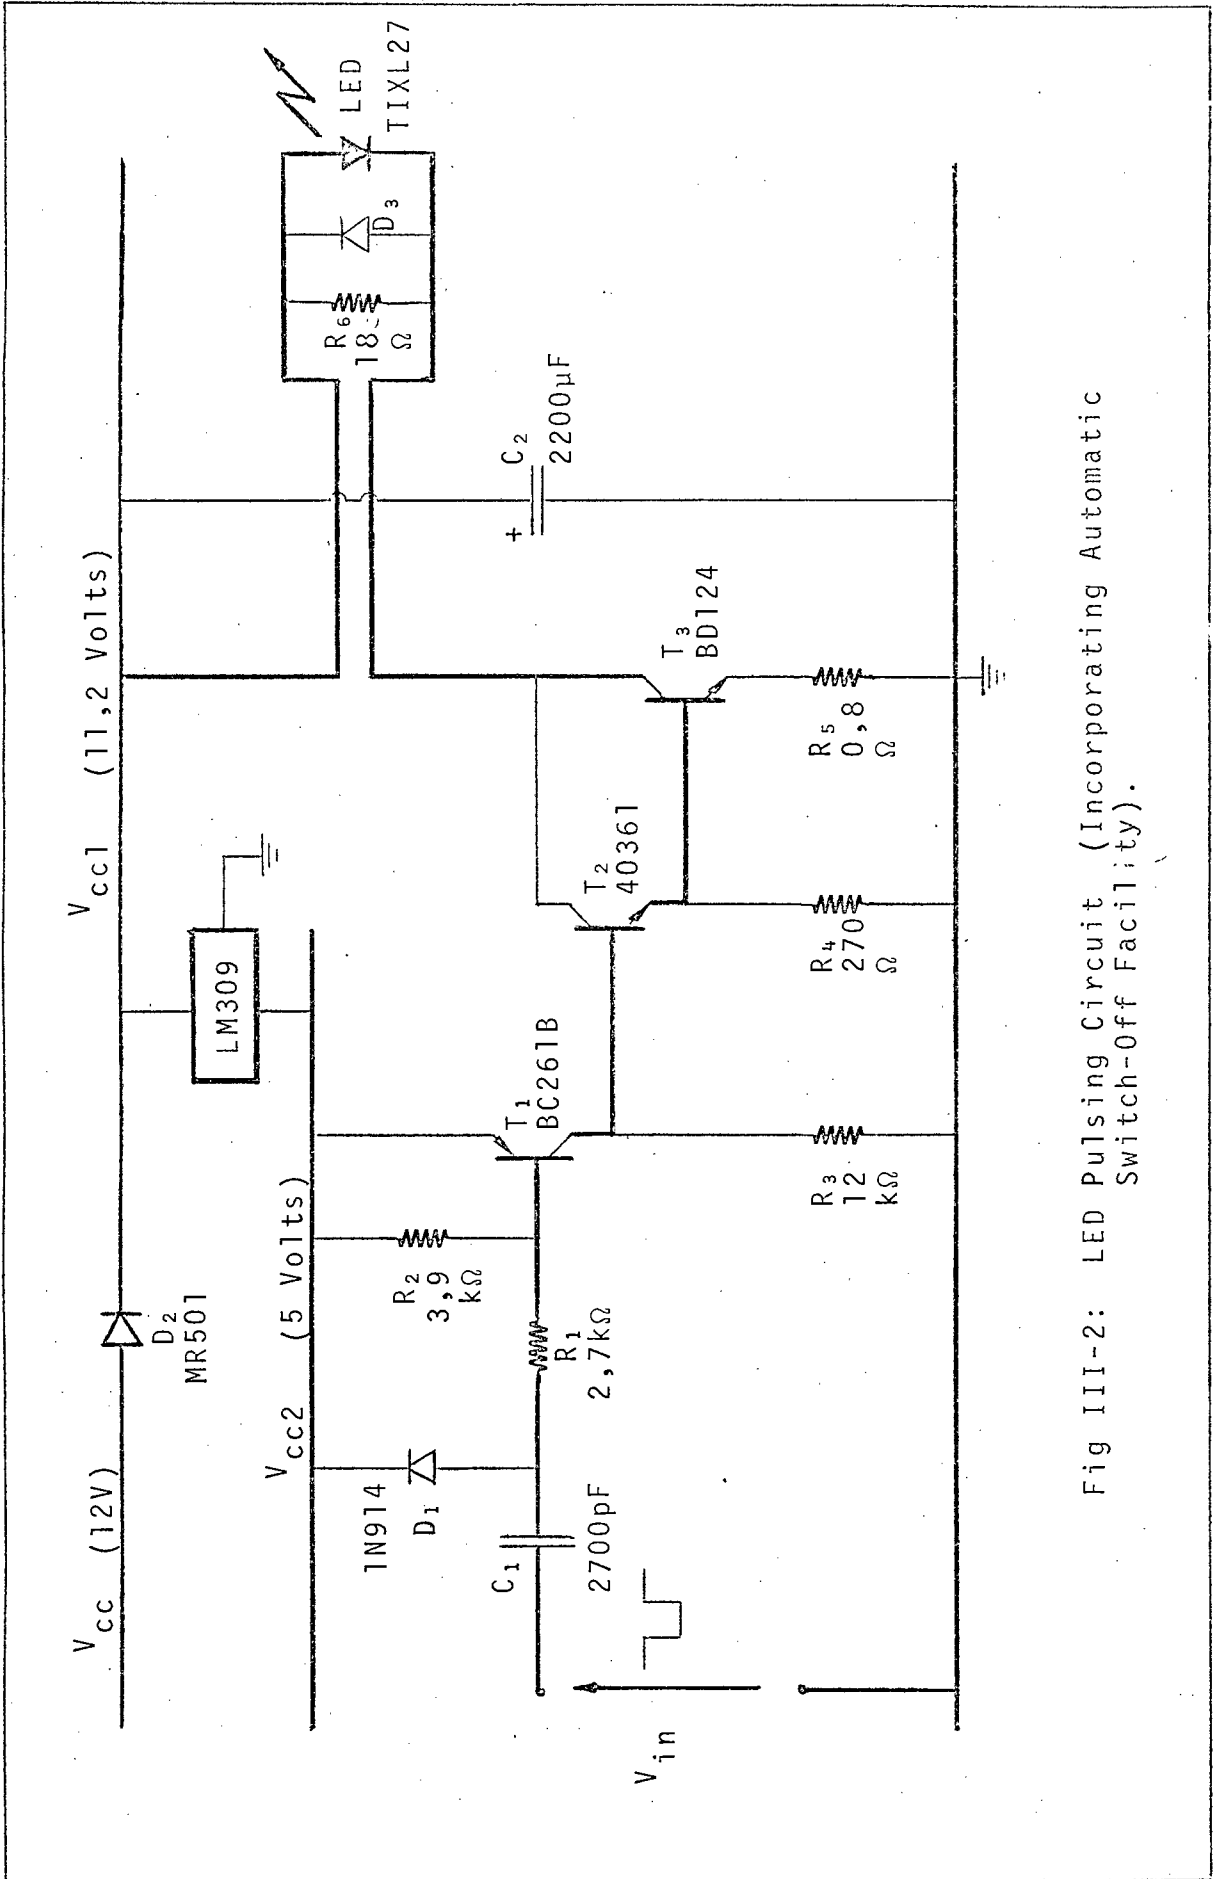 Vcc (12V)
D2
MR501
Vcc1 (11,2 Volts)
LM309
Vcc2 (5 Volts)
1N914
D1
C1
2700pF
R1
2,7kΩ
R2
3,9
kΩ
T1
BC261B
R3
12
kΩ
T2
40361
R4
270
Ω
T3
BD124
R5
0,8
Ω
+
C2
2200µF
R6
18
Ω
D3
LED
TIXL27
Vin
Fig III-2: LED Pulsing Circuit (Incorporating Automatic
Switch-Off Facility).